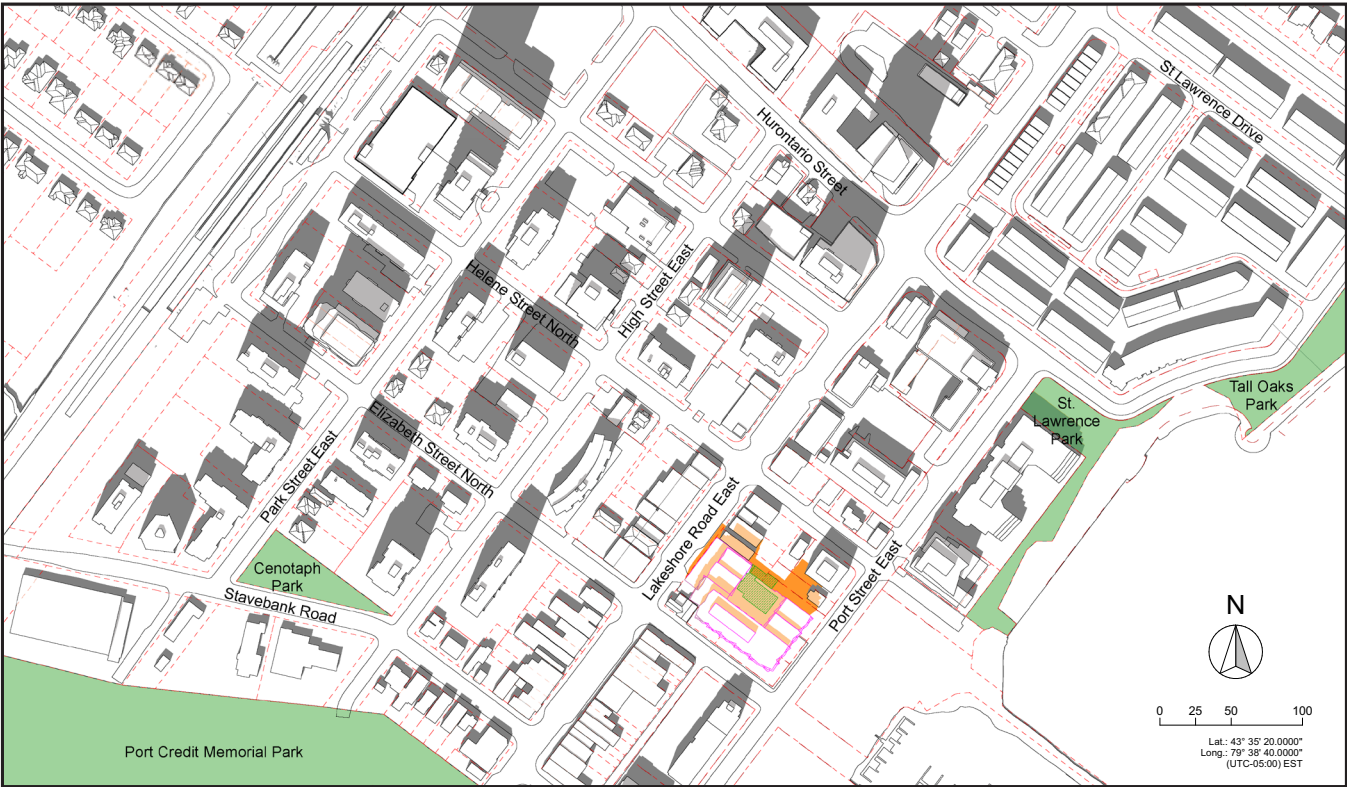 St Lawrence Drive
Hurontario Street
High Street East
Helene Street North
Tall Oaks
Park
St.
Lawrence
Park
Elizabeth Street North
Park Street East
Lakeshore Road East
Port Street East
Cenotaph
Park
Stavebank Road
Port Credit Memorial Park
N
0 25 50 100
Lat.: 43° 35' 20.0000"
Long.: 79° 38' 40.0000"
(UTC-05:00) EST